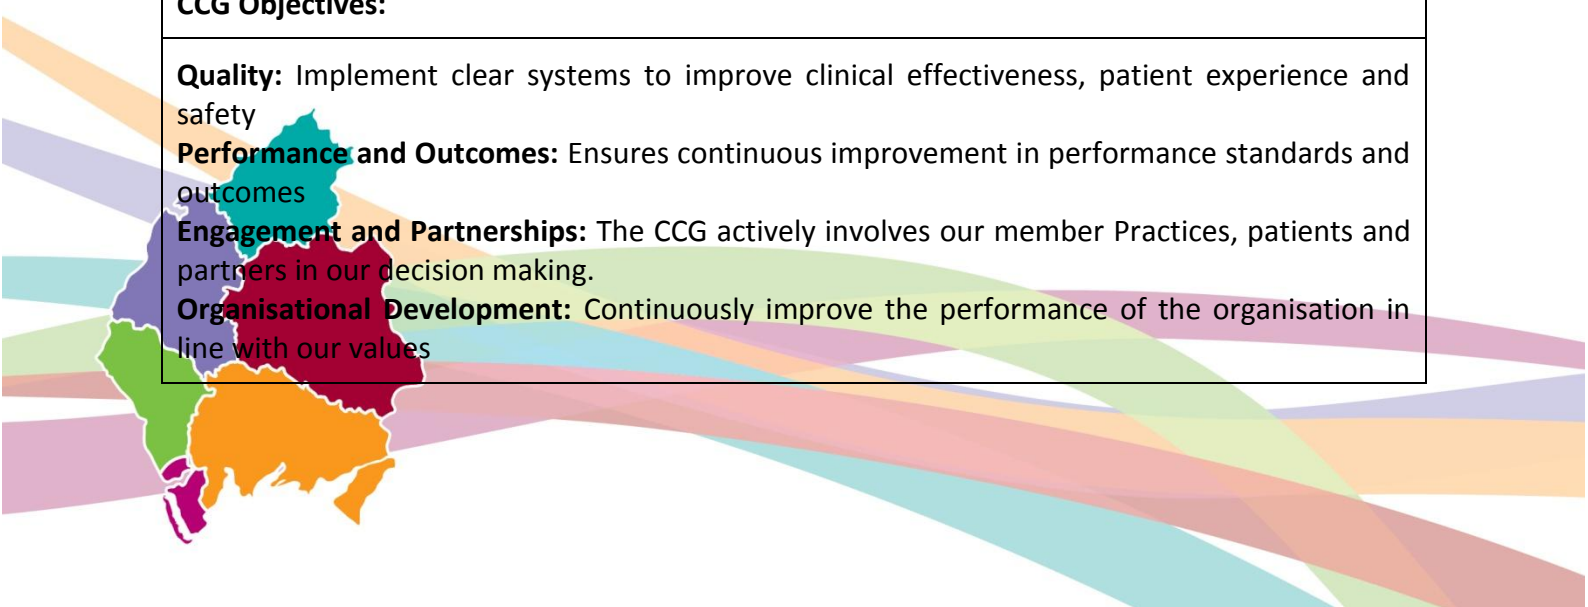 CCG Objectives:
Quality: Implement clear systems to improve clinical effectiveness, patient experience and
safety
Performance and Outcomes: Ensures continuous improvement in performance standards and
outcomes
Engagement and Partnerships: The CCG actively involves our member Practices, patients and
partners in our decision making.
Organisational Development: Continuously improve the performance of the organisation in
line with our values